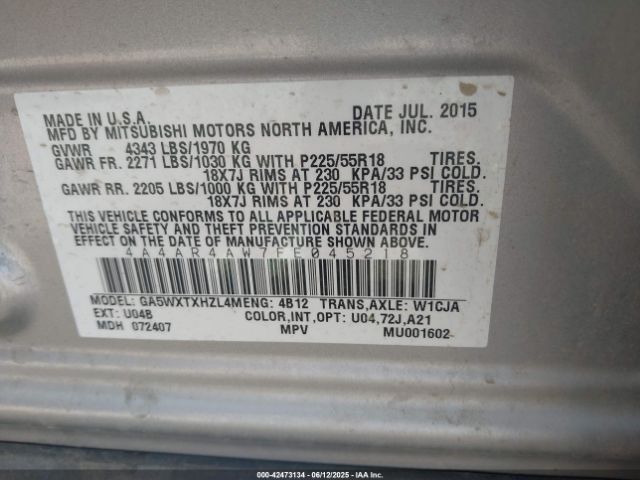 MADE IN U.S.A. DATE JUL. 2015
MFD BY MITSUBISHI MOTORS NORTH AMERICA, INC.
GVWR 4343 LBS/1970 KG
GAWR FR. 2271 LBS/1030 KG WITH P225/55R18 TIRES.
18X7J RIMS AT 230 KPA/33 PSI COLD.
GAWR RR. 2205 LBS/1000 KG WITH P225/55R18 TIRES.
18X7J RIMS AT 230 KPA/33 PSI COLD.
THIS VEHICLE CONFORMS TO ALL APPLICABLE FEDERAL MOTOR
VEHICLE SAFETY AND THEFT PREVENTION STANDARDS IN
EFFECT ON THE DATE OF MANUFACTURE SHOWN ABOVE.
4A4AR4AW7FE045218
MODEL: GA5WXTXHZL4MENG: 4B12 TRANS,AXLE: W1CJA
EXT: U04B COLOR,INT,OPT: U04,72J,A21
MDH 072407 MPV MU001602
000-42473134 - 06/12/2025 - IAA Inc.